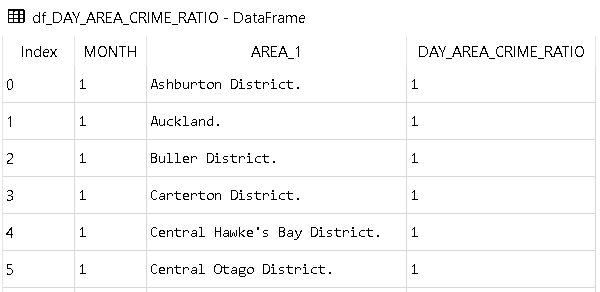 df_DAY_AREA_CRIME_RATIO - DataFrame
Index MONTH AREA_1 DAY_AREA_CRIME_RATIO
0 1 Ashburton District. 1
1 1 Auckland. 1
2 1 Buller District. 1
3 1 Carterton District. 1
4 1 Central Hawke's Bay District. 1
5 1 Central Otago District. 1